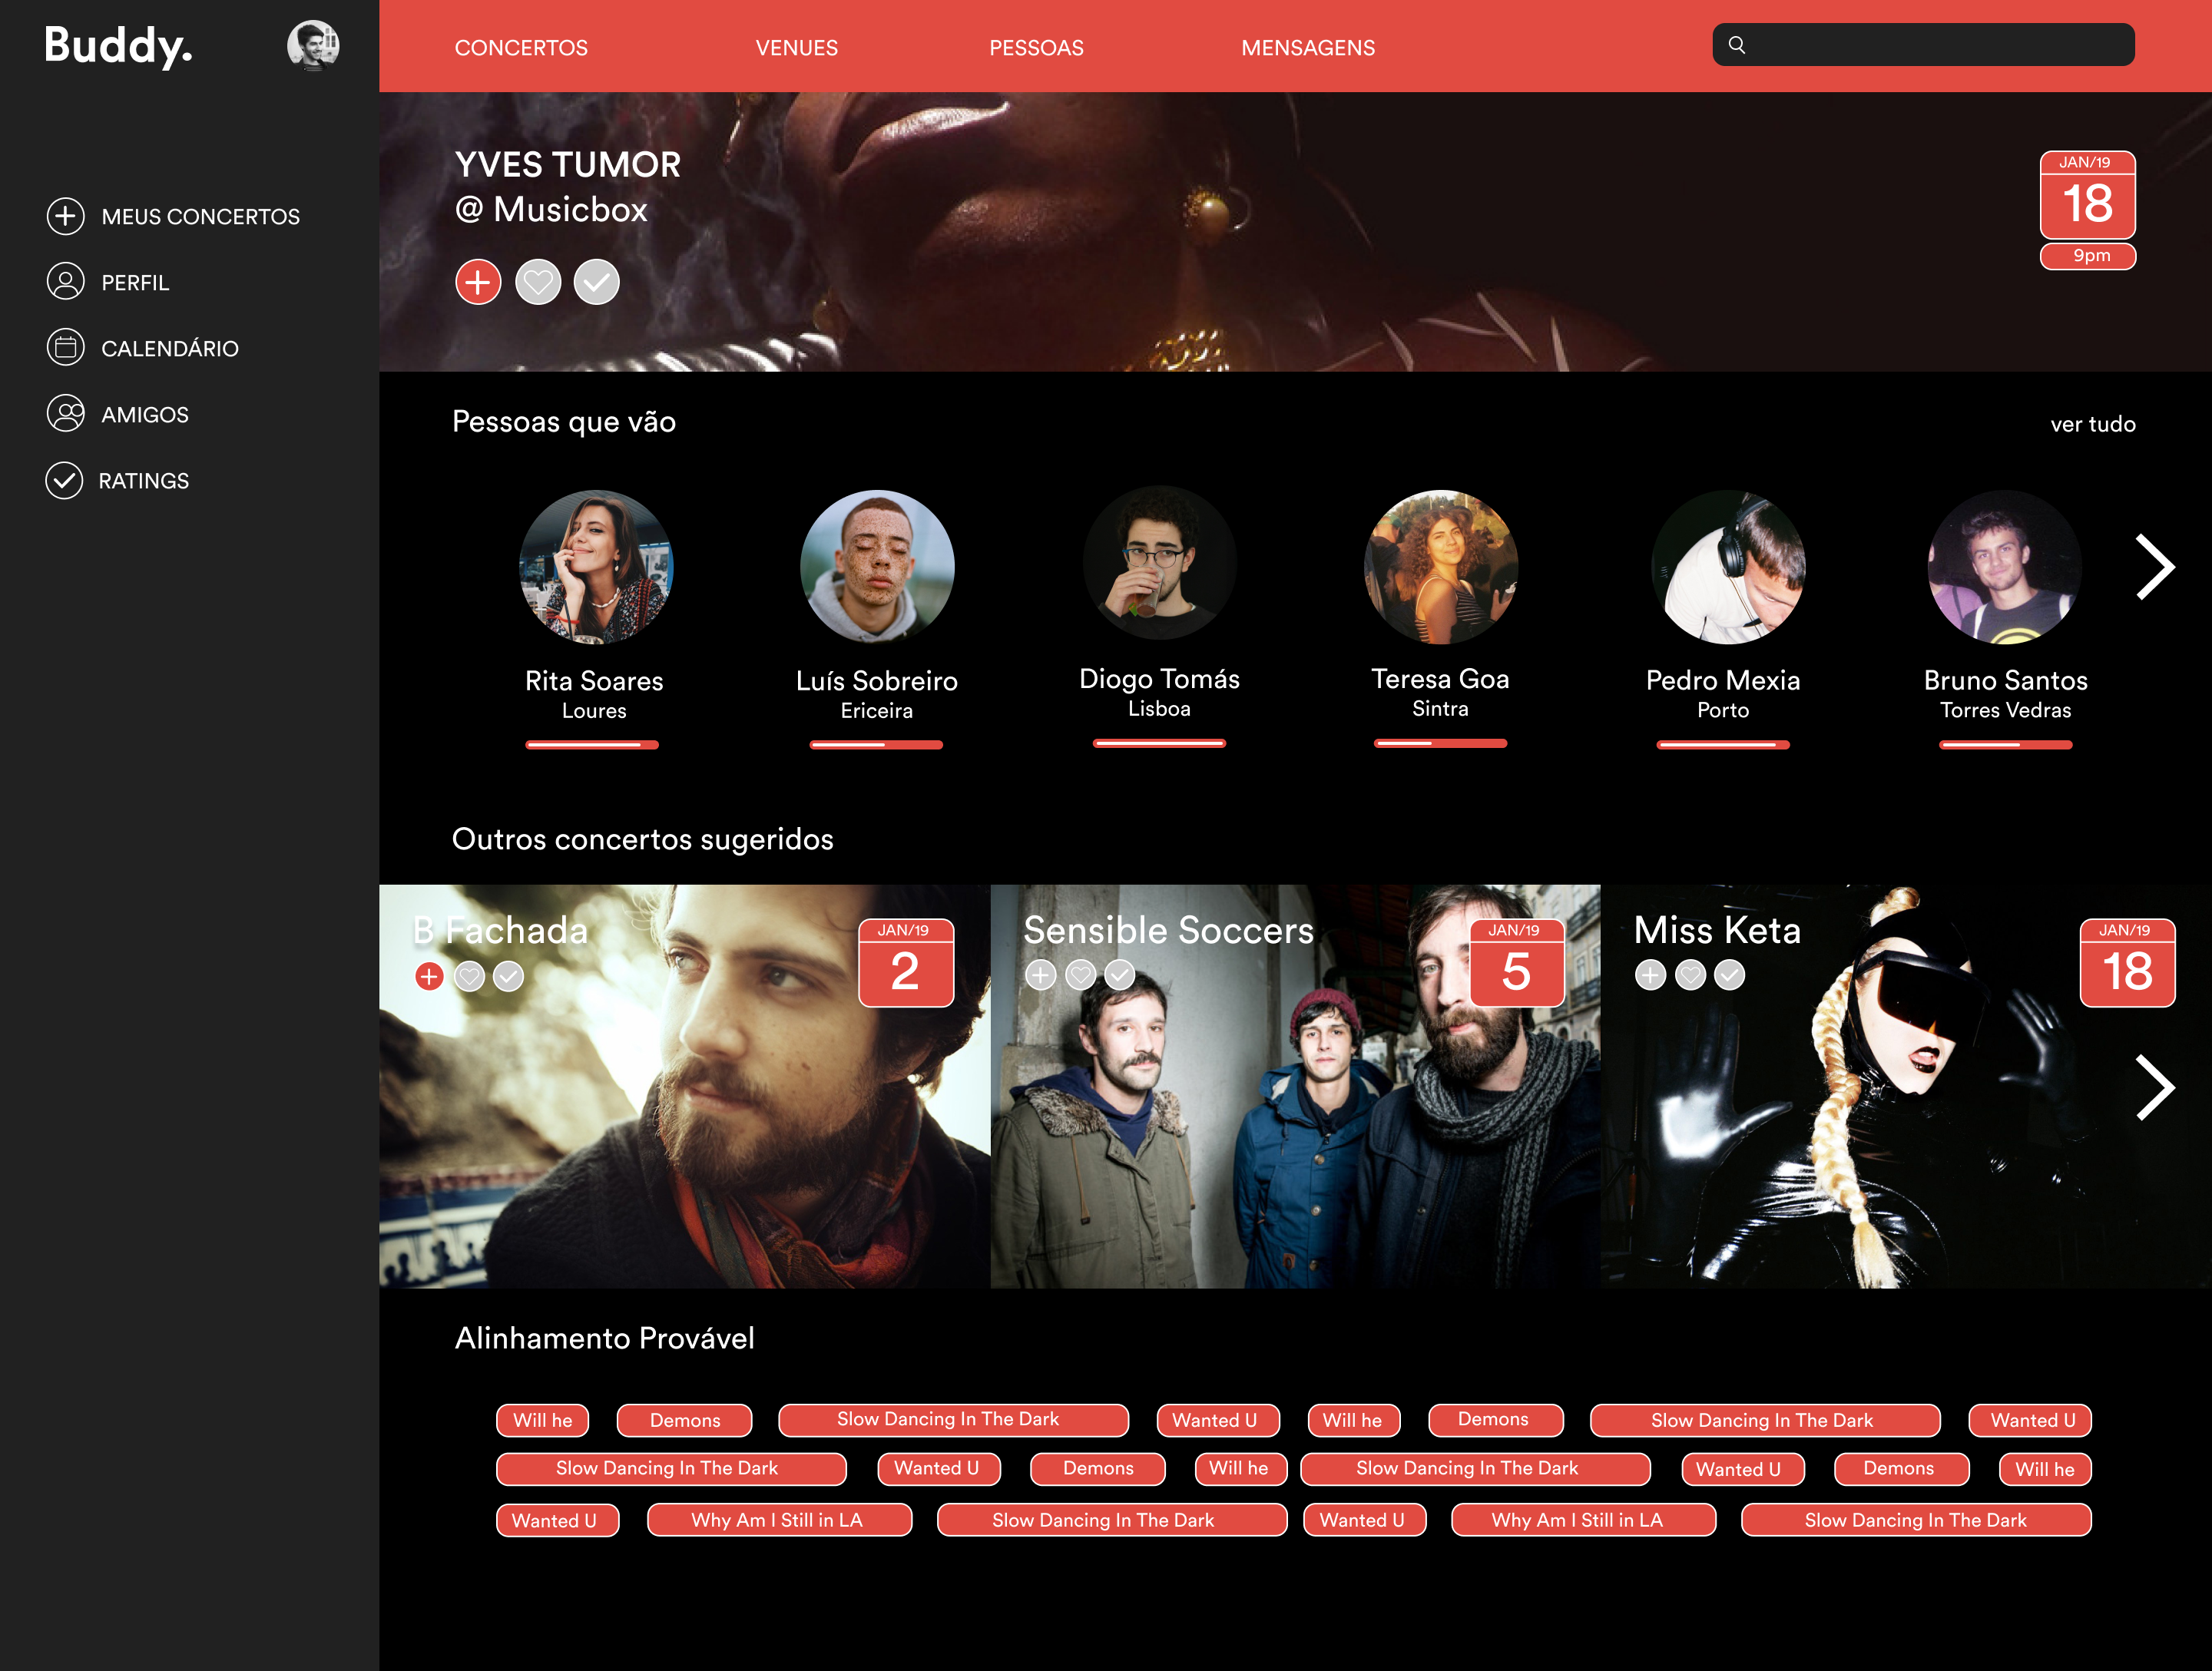 Buddy.
CONCERTOS
VENUES
PESSOAS
MENSAGENS
MEUS CONCERTOS
PERFIL
CALENDÁRIO
AMIGOS
RATINGS
YVES TUMOR
@ Musicbox
JAN/19
18
9pm
Pessoas que vão
ver tudo
Rita Soares
Loures
Luís Sobreiro
Ericeira
Diogo Tomás
Lisboa
Teresa Goa
Sintra
Pedro Mexia
Porto
Bruno Santos
Torres Vedras
Outros concertos sugeridos
B Fachada
JAN/19
2
Sensible Soccers
JAN/19
5
Miss Keta
JAN/19
18
Alinhamento Provável
Will he Demons Slow Dancing In The Dark Wanted U Will he Demons Slow Dancing In The Dark Wanted U
Slow Dancing In The Dark Wanted U Demons Will he Slow Dancing In The Dark Wanted U Demons Will he
Wanted U Why Am I Still in LA Slow Dancing In The Dark Wanted U Why Am I Still in LA Slow Dancing In The Dark